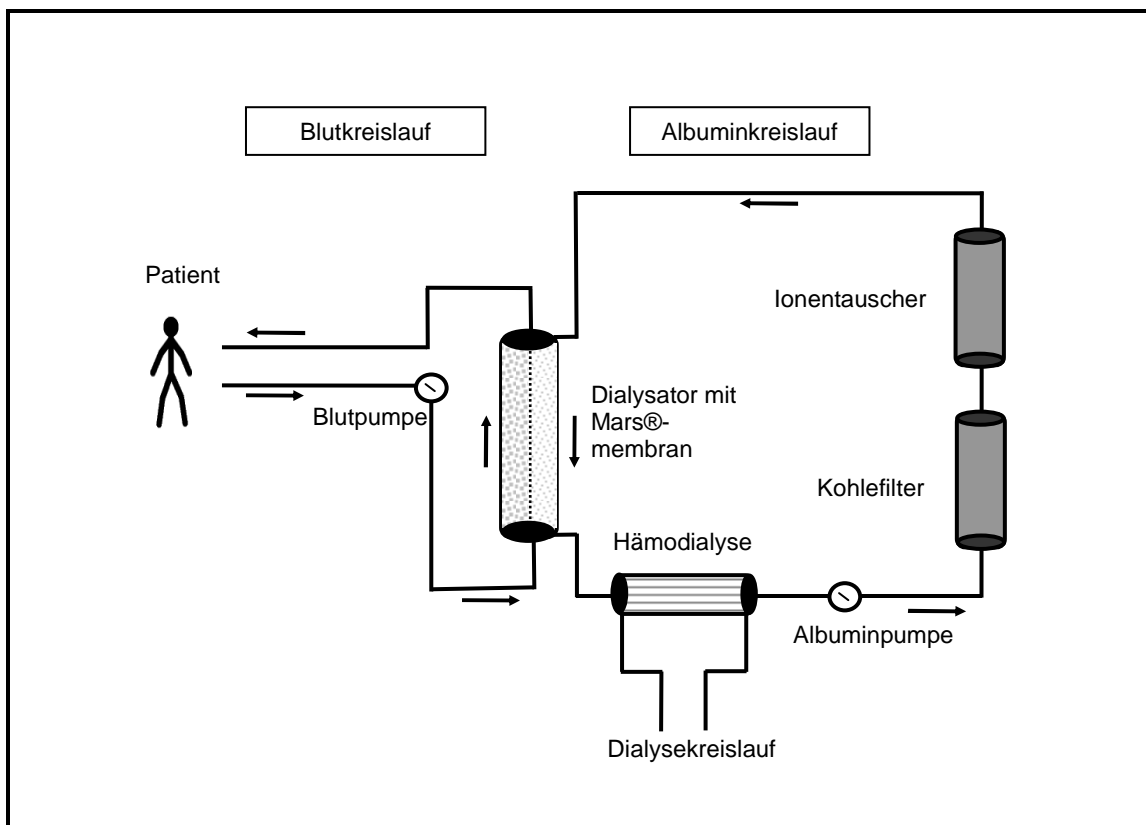 Blutkreislauf
Albuminkreislauf
Patient
Ionentauscher
Blutpumpe
Dialysator mit
Mars®-
membran
Kohlefilter
Hämodialyse
Albuminpumpe
Dialysekreislauf